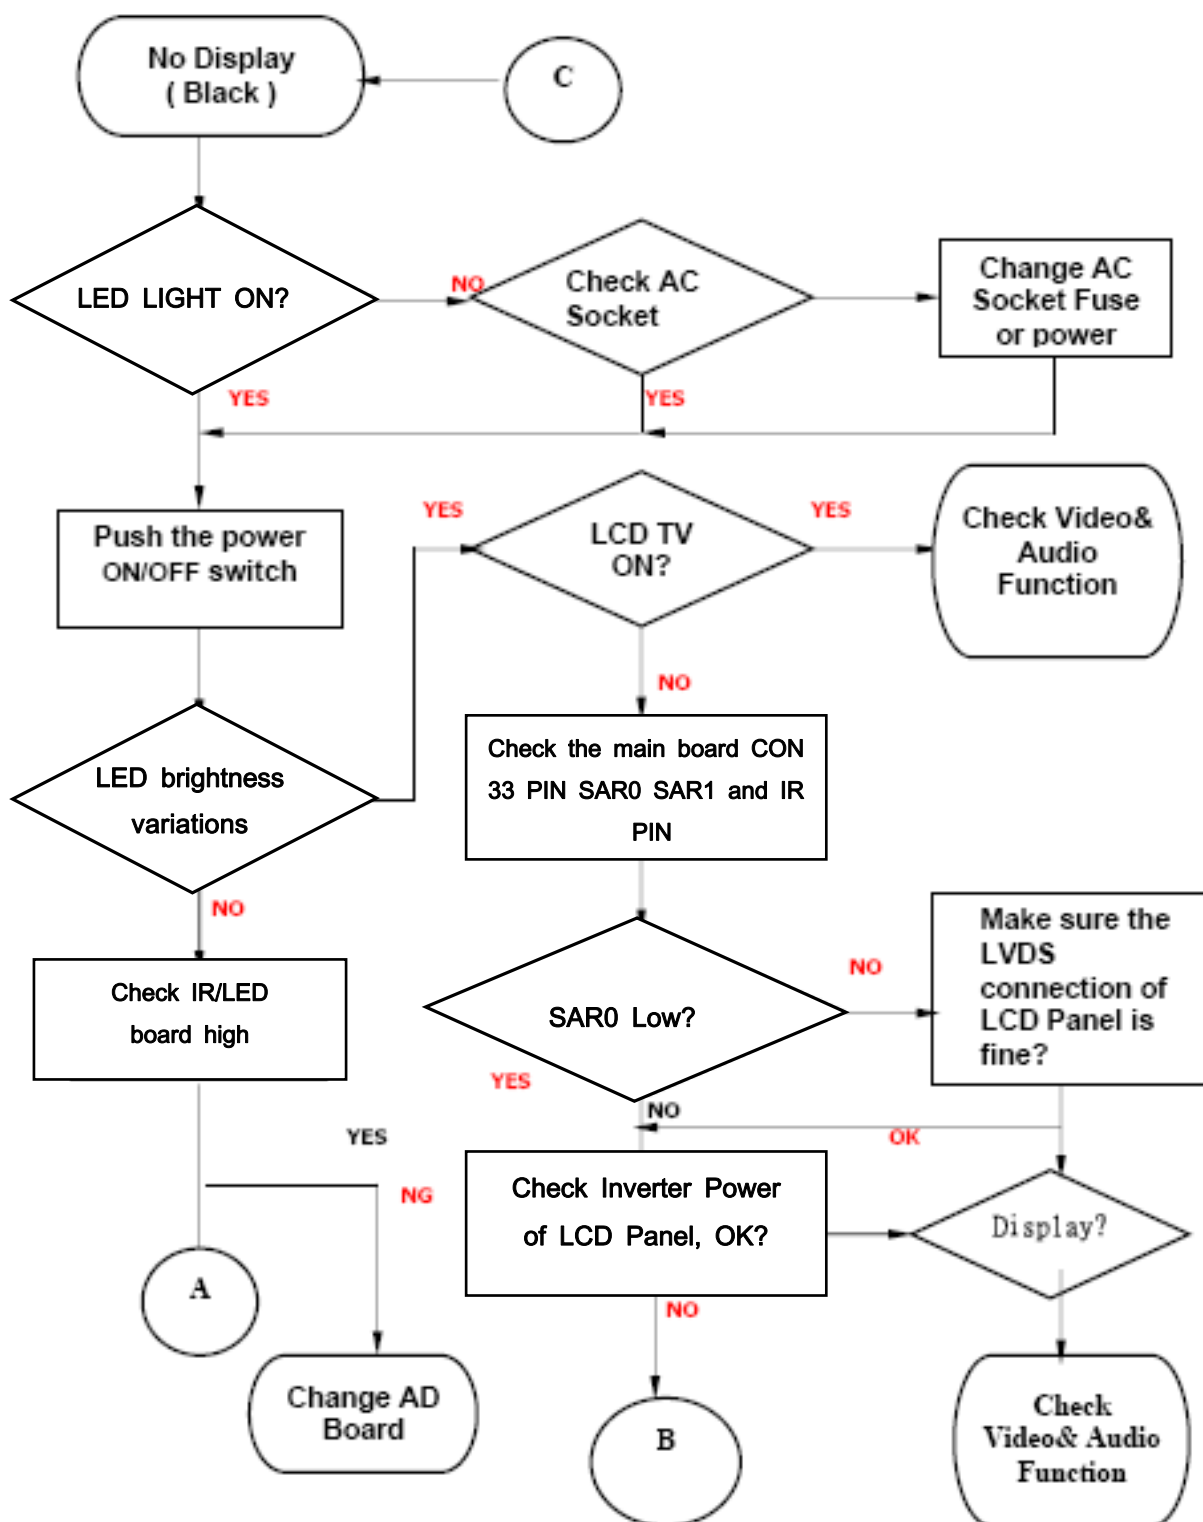 No Display
( Black )
C
LED LIGHT ON?
NO
Check AC
Socket
Change AC
Socket Fuse
or power
YES
YES
Push the power
ON/OFF switch
YES
LCD TV
ON?
YES
Check Video&
Audio
Function
NO
LED brightness
variations
Check the main board CON
33 PIN SAR0 SAR1 and IR
PIN
NO
Check IR/LED
board high
SAR0 Low?
NO
Make sure the
LVDS
connection of
LCD Panel is
fine?
YES
NO
YES
OK
NG
Check Inverter Power
of LCD Panel, OK?
Display?
A
NO
Change AD
Board
B
Check
Video& Audio
Function